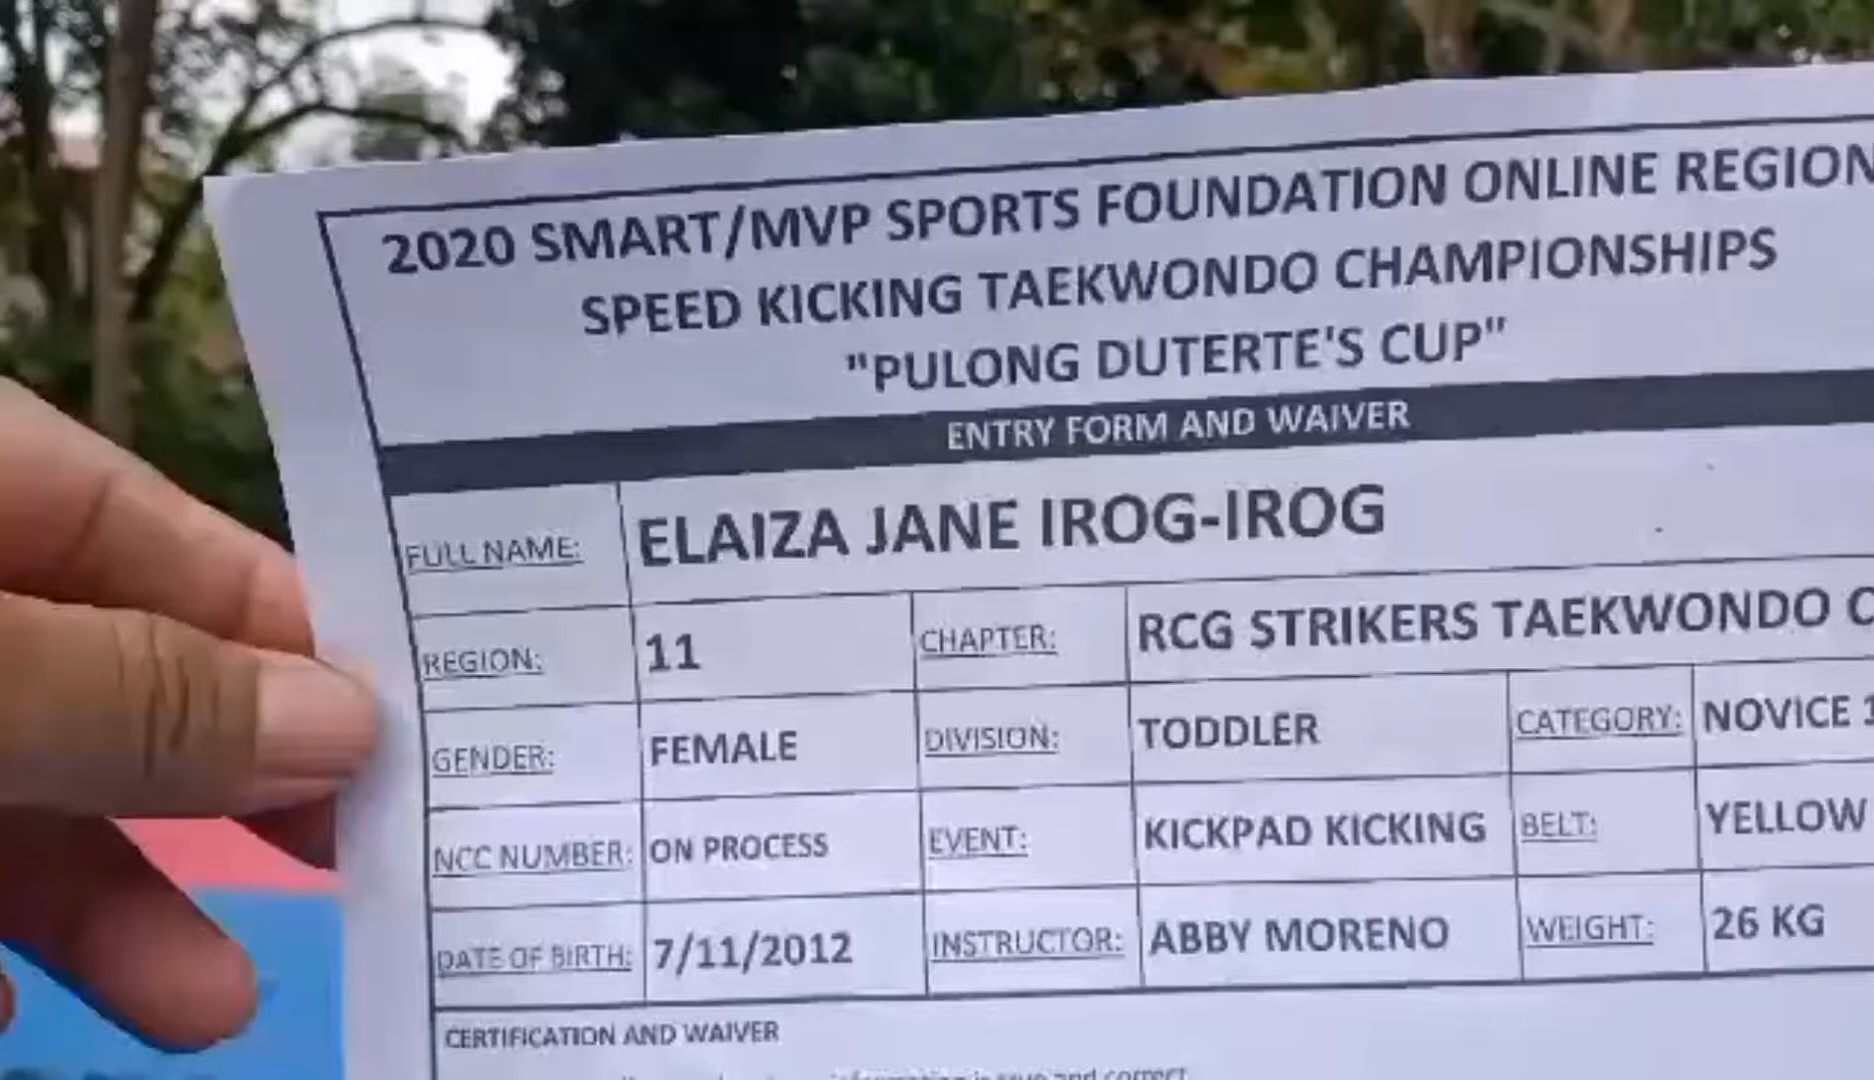 2020 SMART/MVP SPORTS FOUNDATION ONLINE REGION
SPEED KICKING TAEKWONDO CHAMPIONSHIPS
"PULONG DUTERTE'S CUP"
ENTRY FORM AND WAIVER
FULL NAME: ELAIZA JANE IROG-IROG
REGION: 11 CHAPTER: RCG STRIKERS TAEKWONDO C
GENDER: FEMALE DIVISION: TODDLER CATEGORY: NOVICE 1
NCC NUMBER: ON PROCESS EVENT: KICKPAD KICKING BELT: YELLOW
DATE OF BIRTH: 7/11/2012 INSTRUCTOR: ABBY MORENO WEIGHT: 26 KG
CERTIFICATION AND WAIVER
and correct